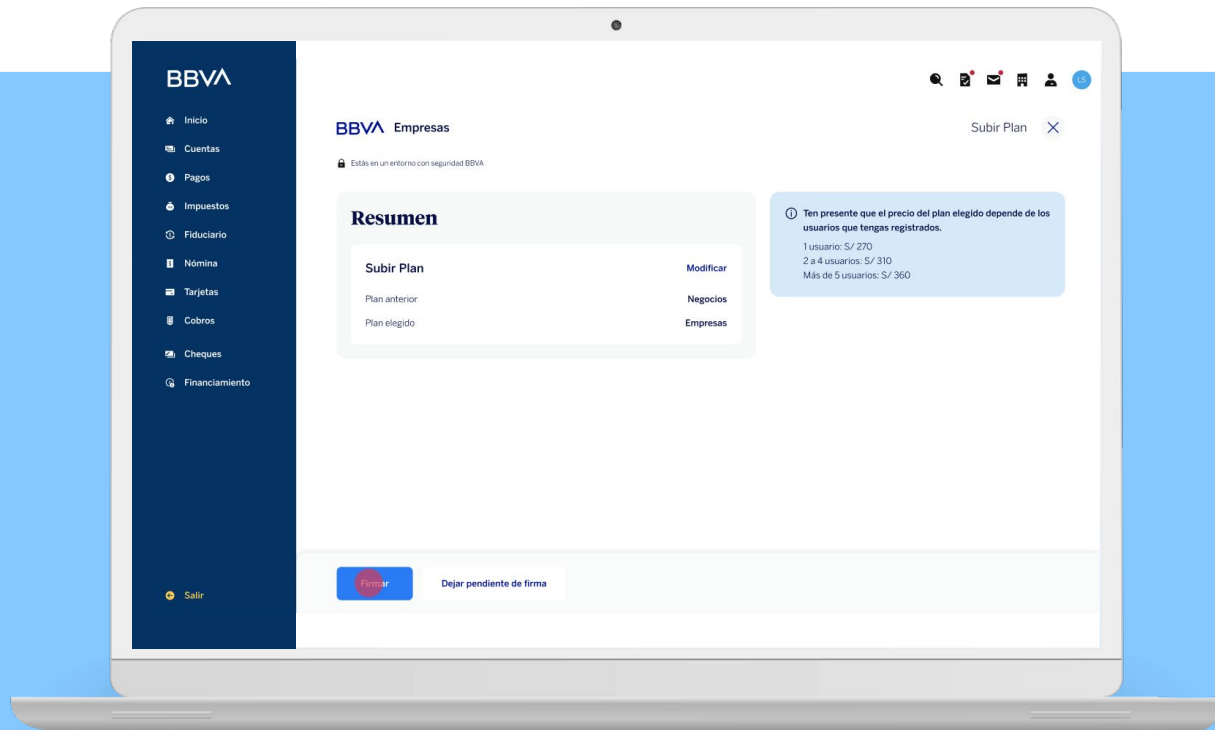 BBVA
Inicio
Cuentas
Pagos
Impuestos
Fiduciario
Nómina
Tarjetas
Cobros
Cheques
Financiamiento
Salir
LS
BBVA Empresas
Subir Plan
Estás en un entorno con seguridad BBVA
Resumen
Subir Plan
Modificar
Plan anterior
Negocios
Plan elegido
Empresas
Ten presente que el precio del plan elegido depende de los
usuarios que tengas registrados.
1 usuario: S/ 270
2 a 4 usuarios: S/ 310
Más de 5 usuarios: S/ 360
Firmar
Dejar pendiente de firma